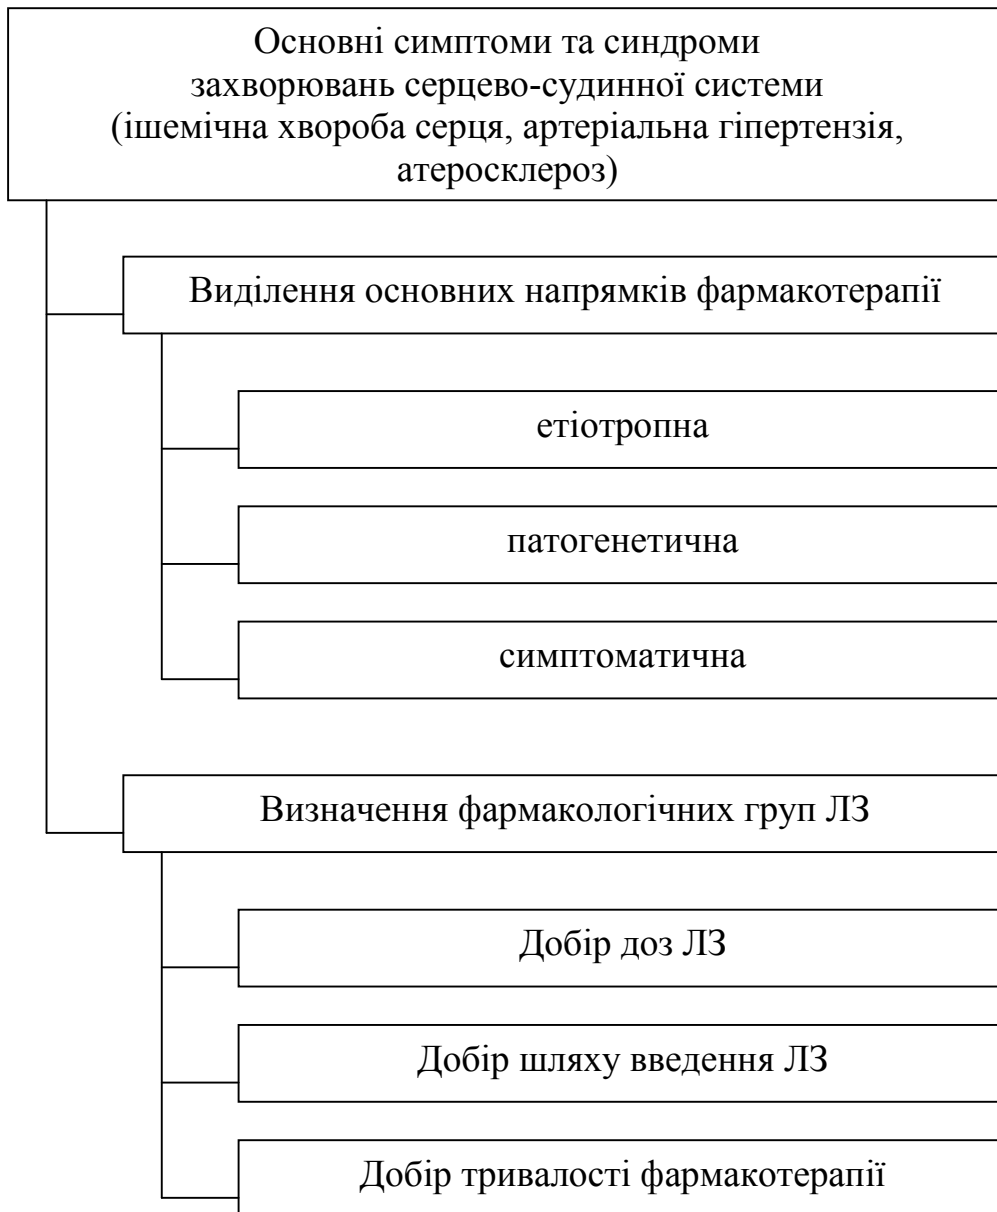 Основні симптоми та синдроми
захворювань серцево-судинної системи
(ішемічна хвороба серця, артеріальна гіпертензія,
атеросклероз)
Виділення основних напрямків фармакотерапії
етіотропна
патогенетична
симптоматична
Визначення фармакологічних груп ЛЗ
Добір доз ЛЗ
Добір шляху введення ЛЗ
Добір тривалості фармакотерапії